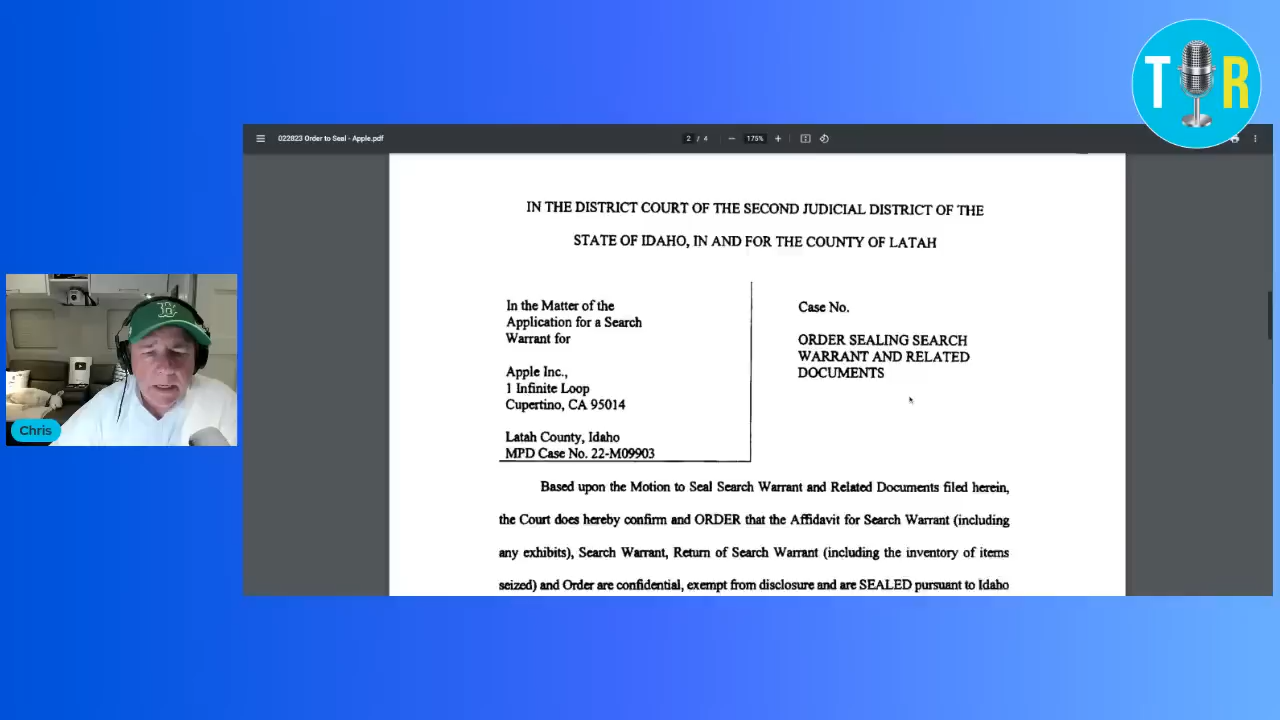 T R
022823 Order to Seal - Apple.pdf
2 / 4
175%
IN THE DISTRICT COURT OF THE SECOND JUDICIAL DISTRICT OF THE
STATE OF IDAHO, IN AND FOR THE COUNTY OF LATAH
In the Matter of the
Application for a Search
Warrant for
Apple Inc.,
1 Infinite Loop
Cupertino, CA 95014
Latah County, Idaho
MPD Case No. 22-M09903
Case No.
ORDER SEALING SEARCH
WARRANT AND RELATED
DOCUMENTS
Based upon the Motion to Seal Search Warrant and Related Documents filed herein,
the Court does hereby confirm and ORDER that the Affidavit for Search Warrant (including
any exhibits), Search Warrant, Return of Search Warrant (including the inventory of items
seized) and Order are confidential, exempt from disclosure and are SEALED pursuant to Idaho
B
Chris